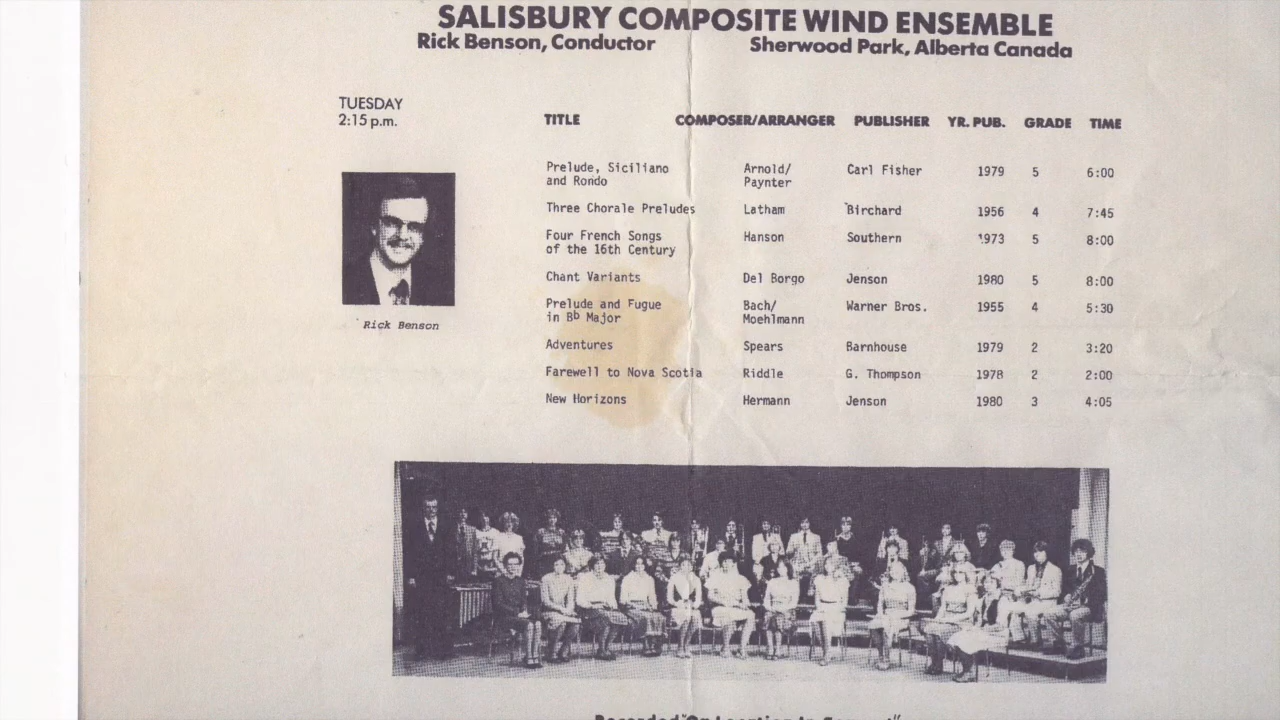 SALISBURY COMPOSITE WIND ENSEMBLE
Rick Benson, Conductor Sherwood Park, Alberta Canada
TUESDAY
2:15 p.m.
TITLE COMPOSER/ARRANGER PUBLISHER YR. PUB. GRADE TIME
Prelude, Siciliano Arnold/ Carl Fisher 1979 5 6:00
and Rondo Paynter
Three Chorale Preludes Latham Birchard 1956 4 7:45
Four French Songs Hanson Southern 1973 5 8:00
of the 16th Century
Chant Variants Del Borgo Jenson 1980 5 8:00
Prelude and Fugue Bach/ Warner Bros. 1955 4 5:30
in Bb Major Moehlmann
Adventures Spears Barnhouse 1979 2 3:20
Farewell to Nova Scotia Riddle G. Thompson 1978 2 2:00
New Horizons Hermann Jenson 1980 3 4:05
Rick Benson
Recorded "On Location In